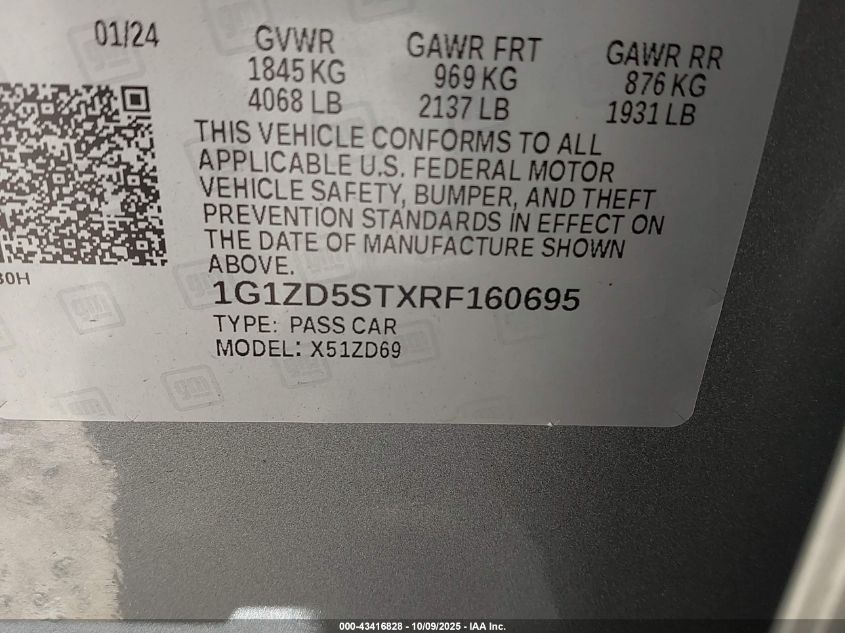 01/24 GVWR GAWR FRT GAWR RR
1845 KG 969 KG 876 KG
4068 LB 2137 LB 1931 LB
THIS VEHICLE CONFORMS TO ALL
APPLICABLE U.S. FEDERAL MOTOR
VEHICLE SAFETY, BUMPER, AND THEFT
PREVENTION STANDARDS IN EFFECT ON
THE DATE OF MANUFACTURE SHOWN
ABOVE.
30H
1G1ZD5STXRF160695
TYPE: PASS CAR
MODEL: X51ZD69
000-43416828 - 10/09/2025 - IAA Inc.